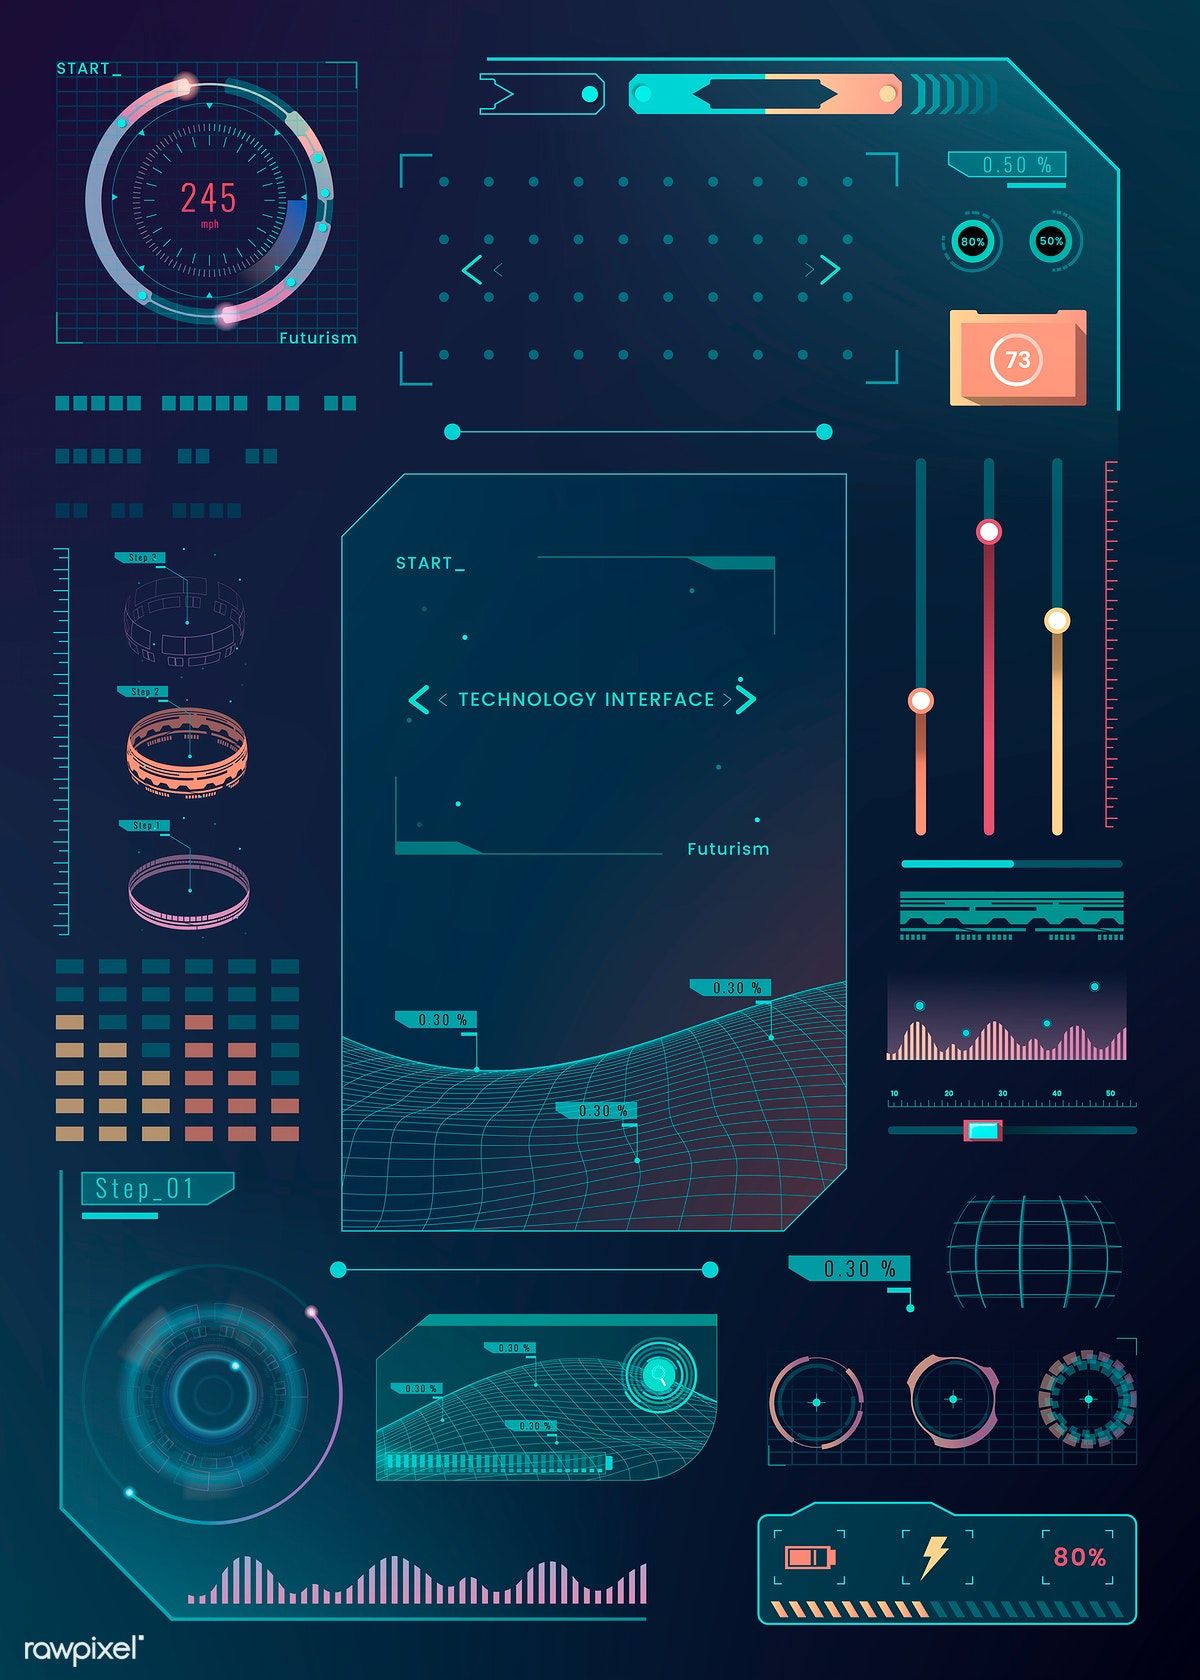 START_
245
mph
Futurism
0.50 %
80%
50%
73
Step 3
Step 2
Step 1
START_
< TECHNOLOGY INTERFACE >
Futurism
0.30 %
0.30 %
0.30 %
10 20 30 40 50
Step_01
0.30 %
0.30 %
0.30 %
0.30 %
80%
rawpixel